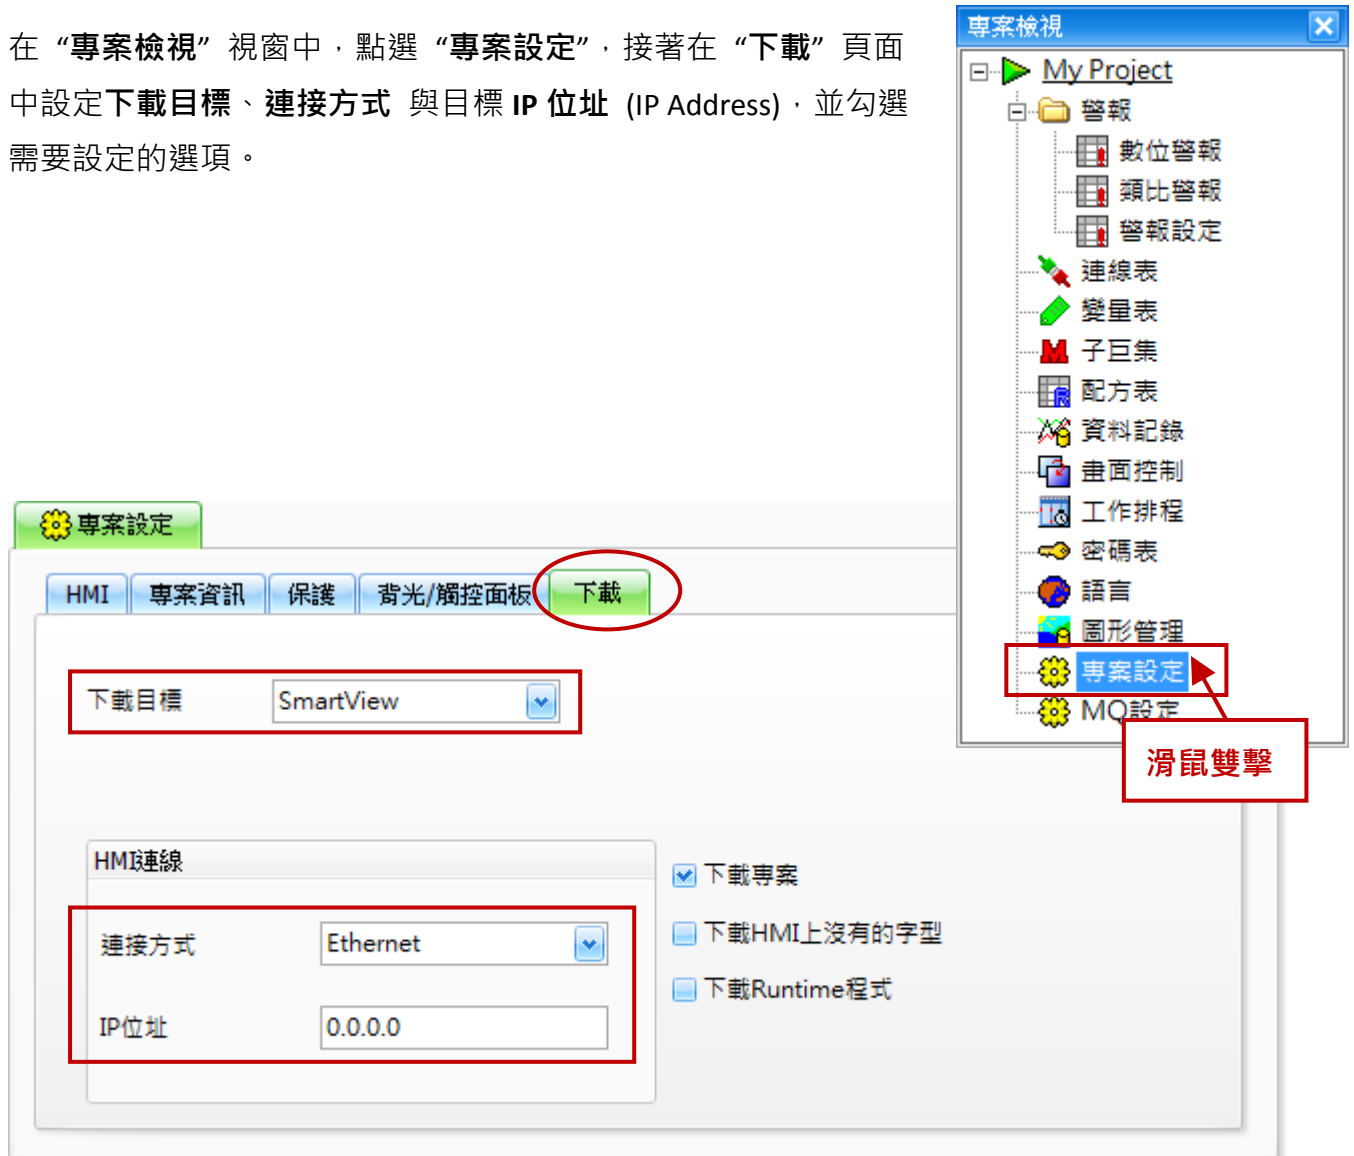 在 “專案檢視” 視窗中，點選 “專案設定”，接著在 “下載” 頁面
中設定下載目標、連接方式 與目標 IP 位址 (IP Address)，並勾選
需要設定的選項。
專案檢視
My Project
警報
數位警報
類比警報
警報設定
連線表
變量表
子巨集
配方表
資料記錄
畫面控制
工作排程
密碼表
語言
圖形管理
專案設定
MQ設定
滑鼠雙擊
專案設定
HMI 專案資訊 保護 背光/觸控面板 下載
下載目標 SmartView
HMI連線
連接方式 Ethernet
IP位址 0.0.0.0
下載專案
下載HMI上沒有的字型
下載Runtime程式